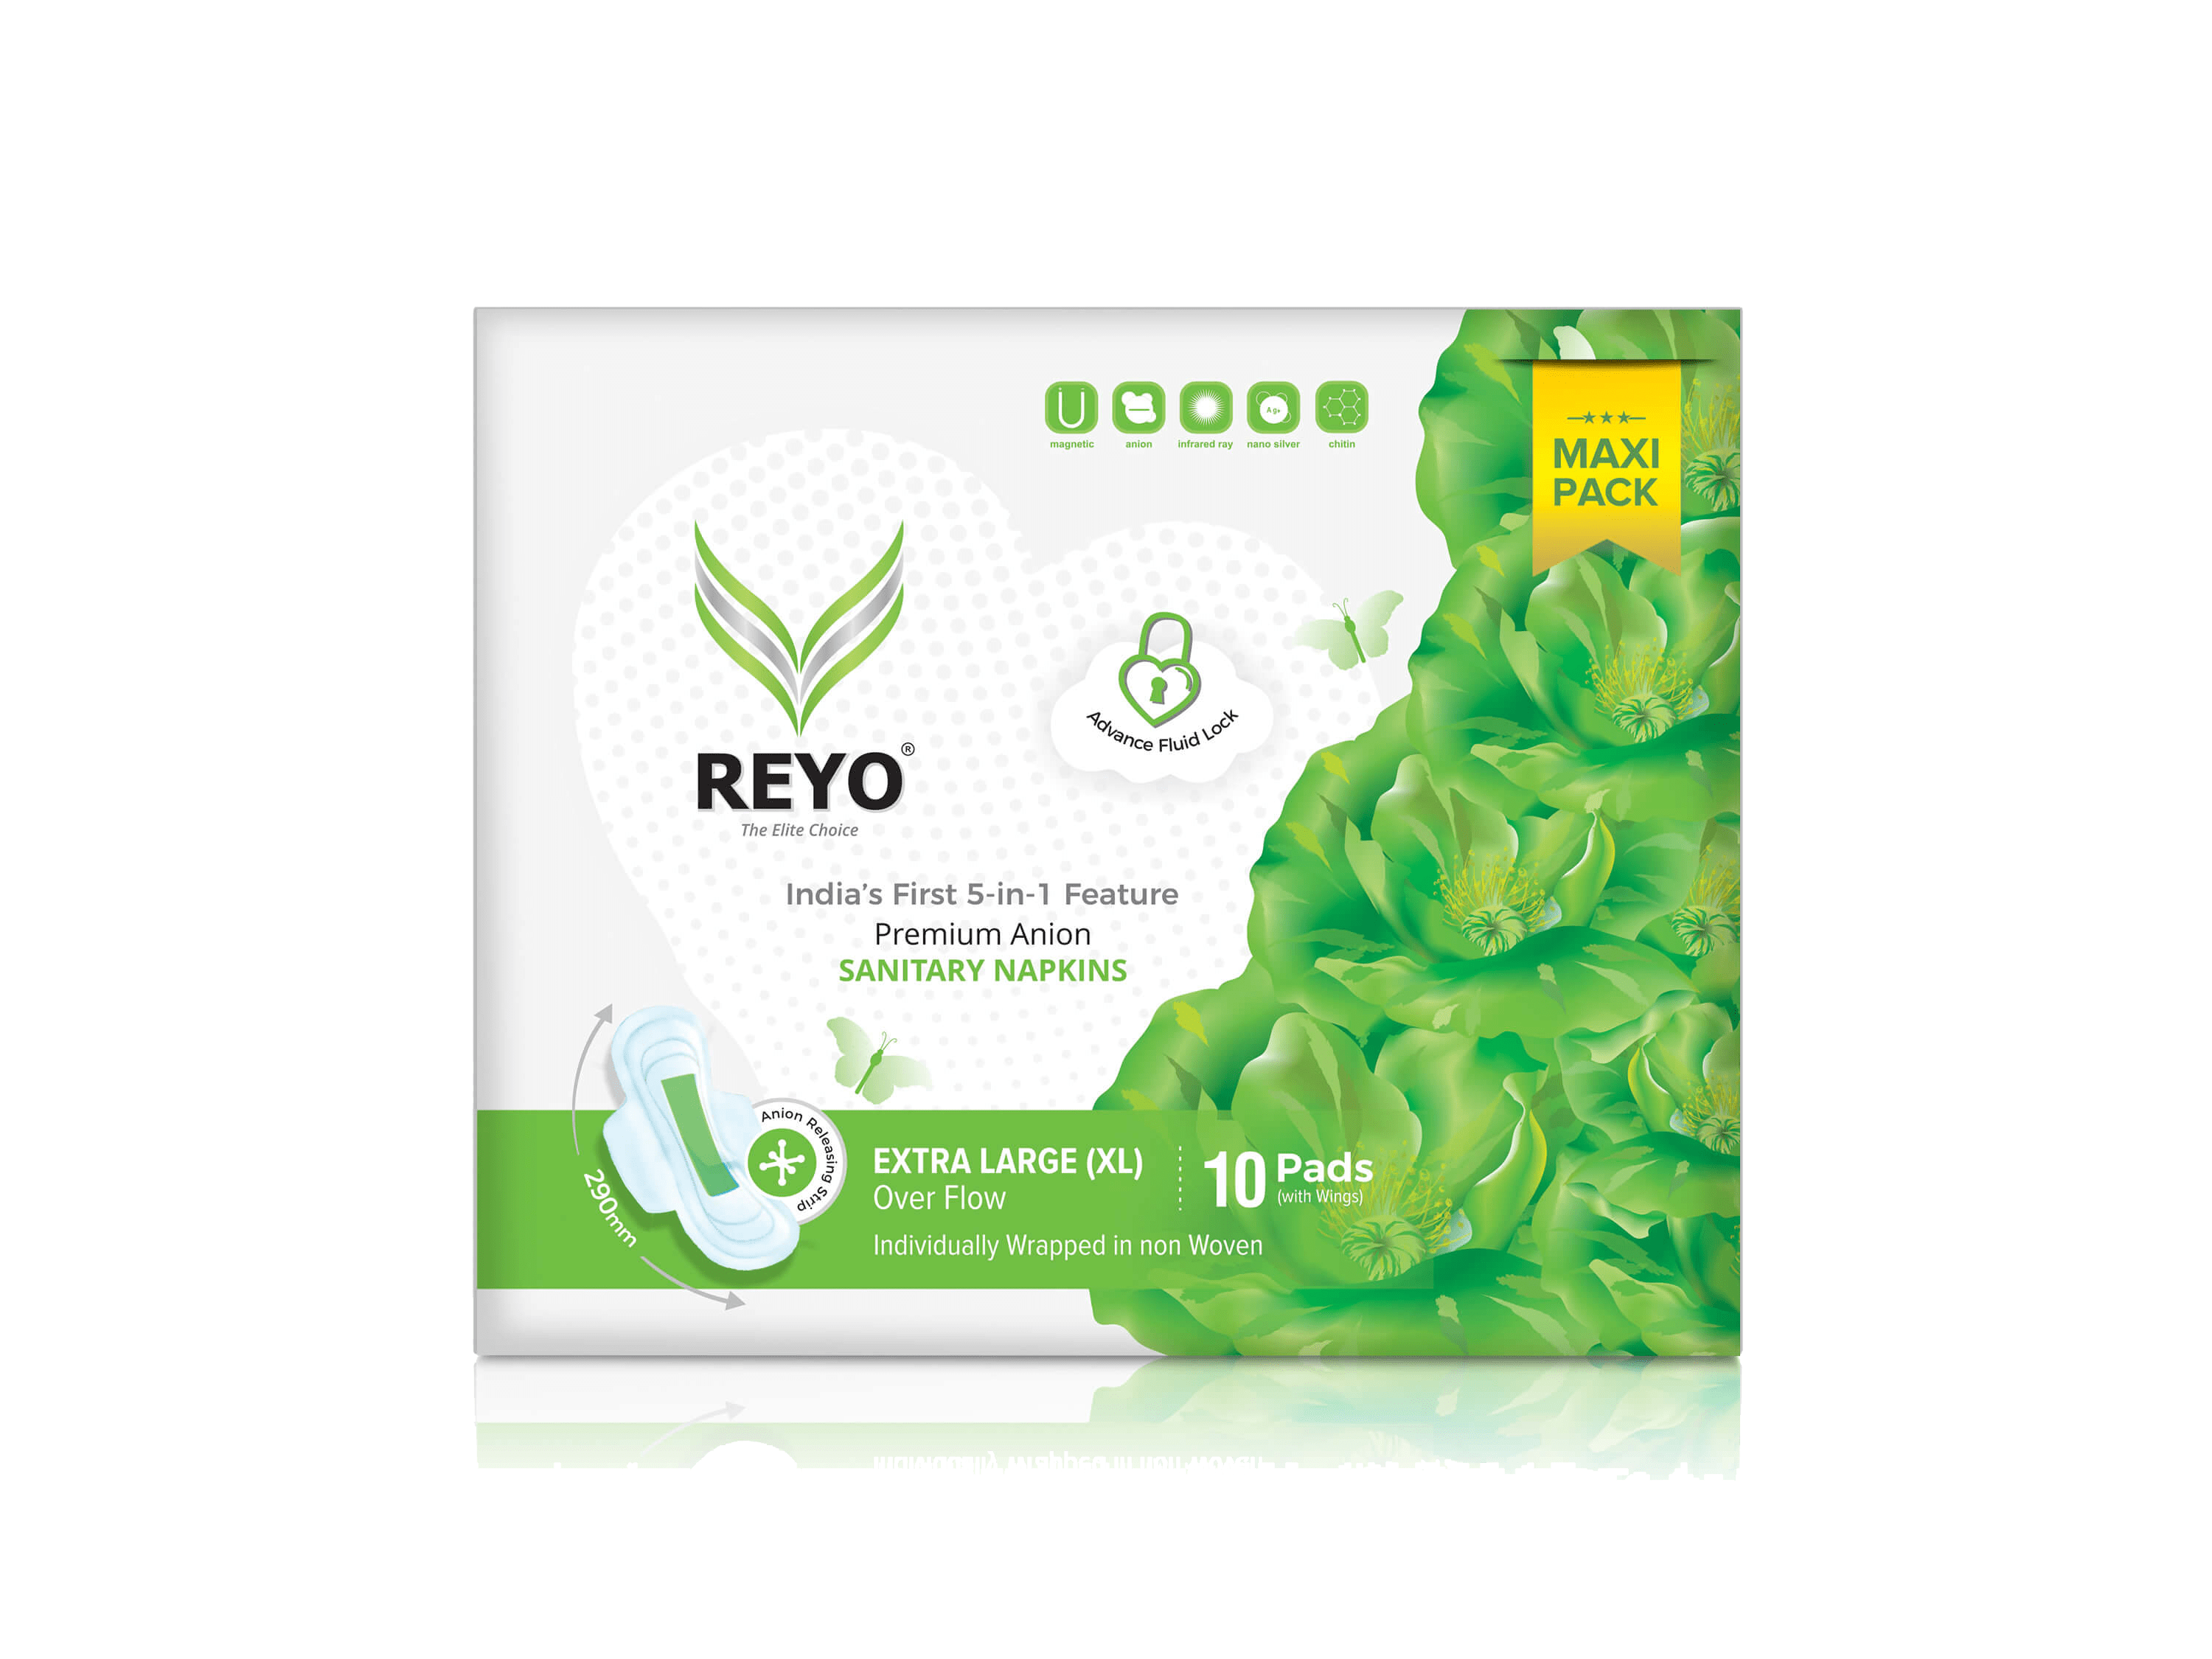 magnetic
anion
infrared ray
nano silver
Ag+
chitin
MAXI
PACK
REYO®
The Elite Choice
Advance Fluid Lock
India's First 5-in-1 Feature
Premium Anion
SANITARY NAPKINS
Anion Releasing Strip
290mm
EXTRA LARGE (XL)
Over Flow
10 Pads
(with Wings)
Individually Wrapped in non Woven